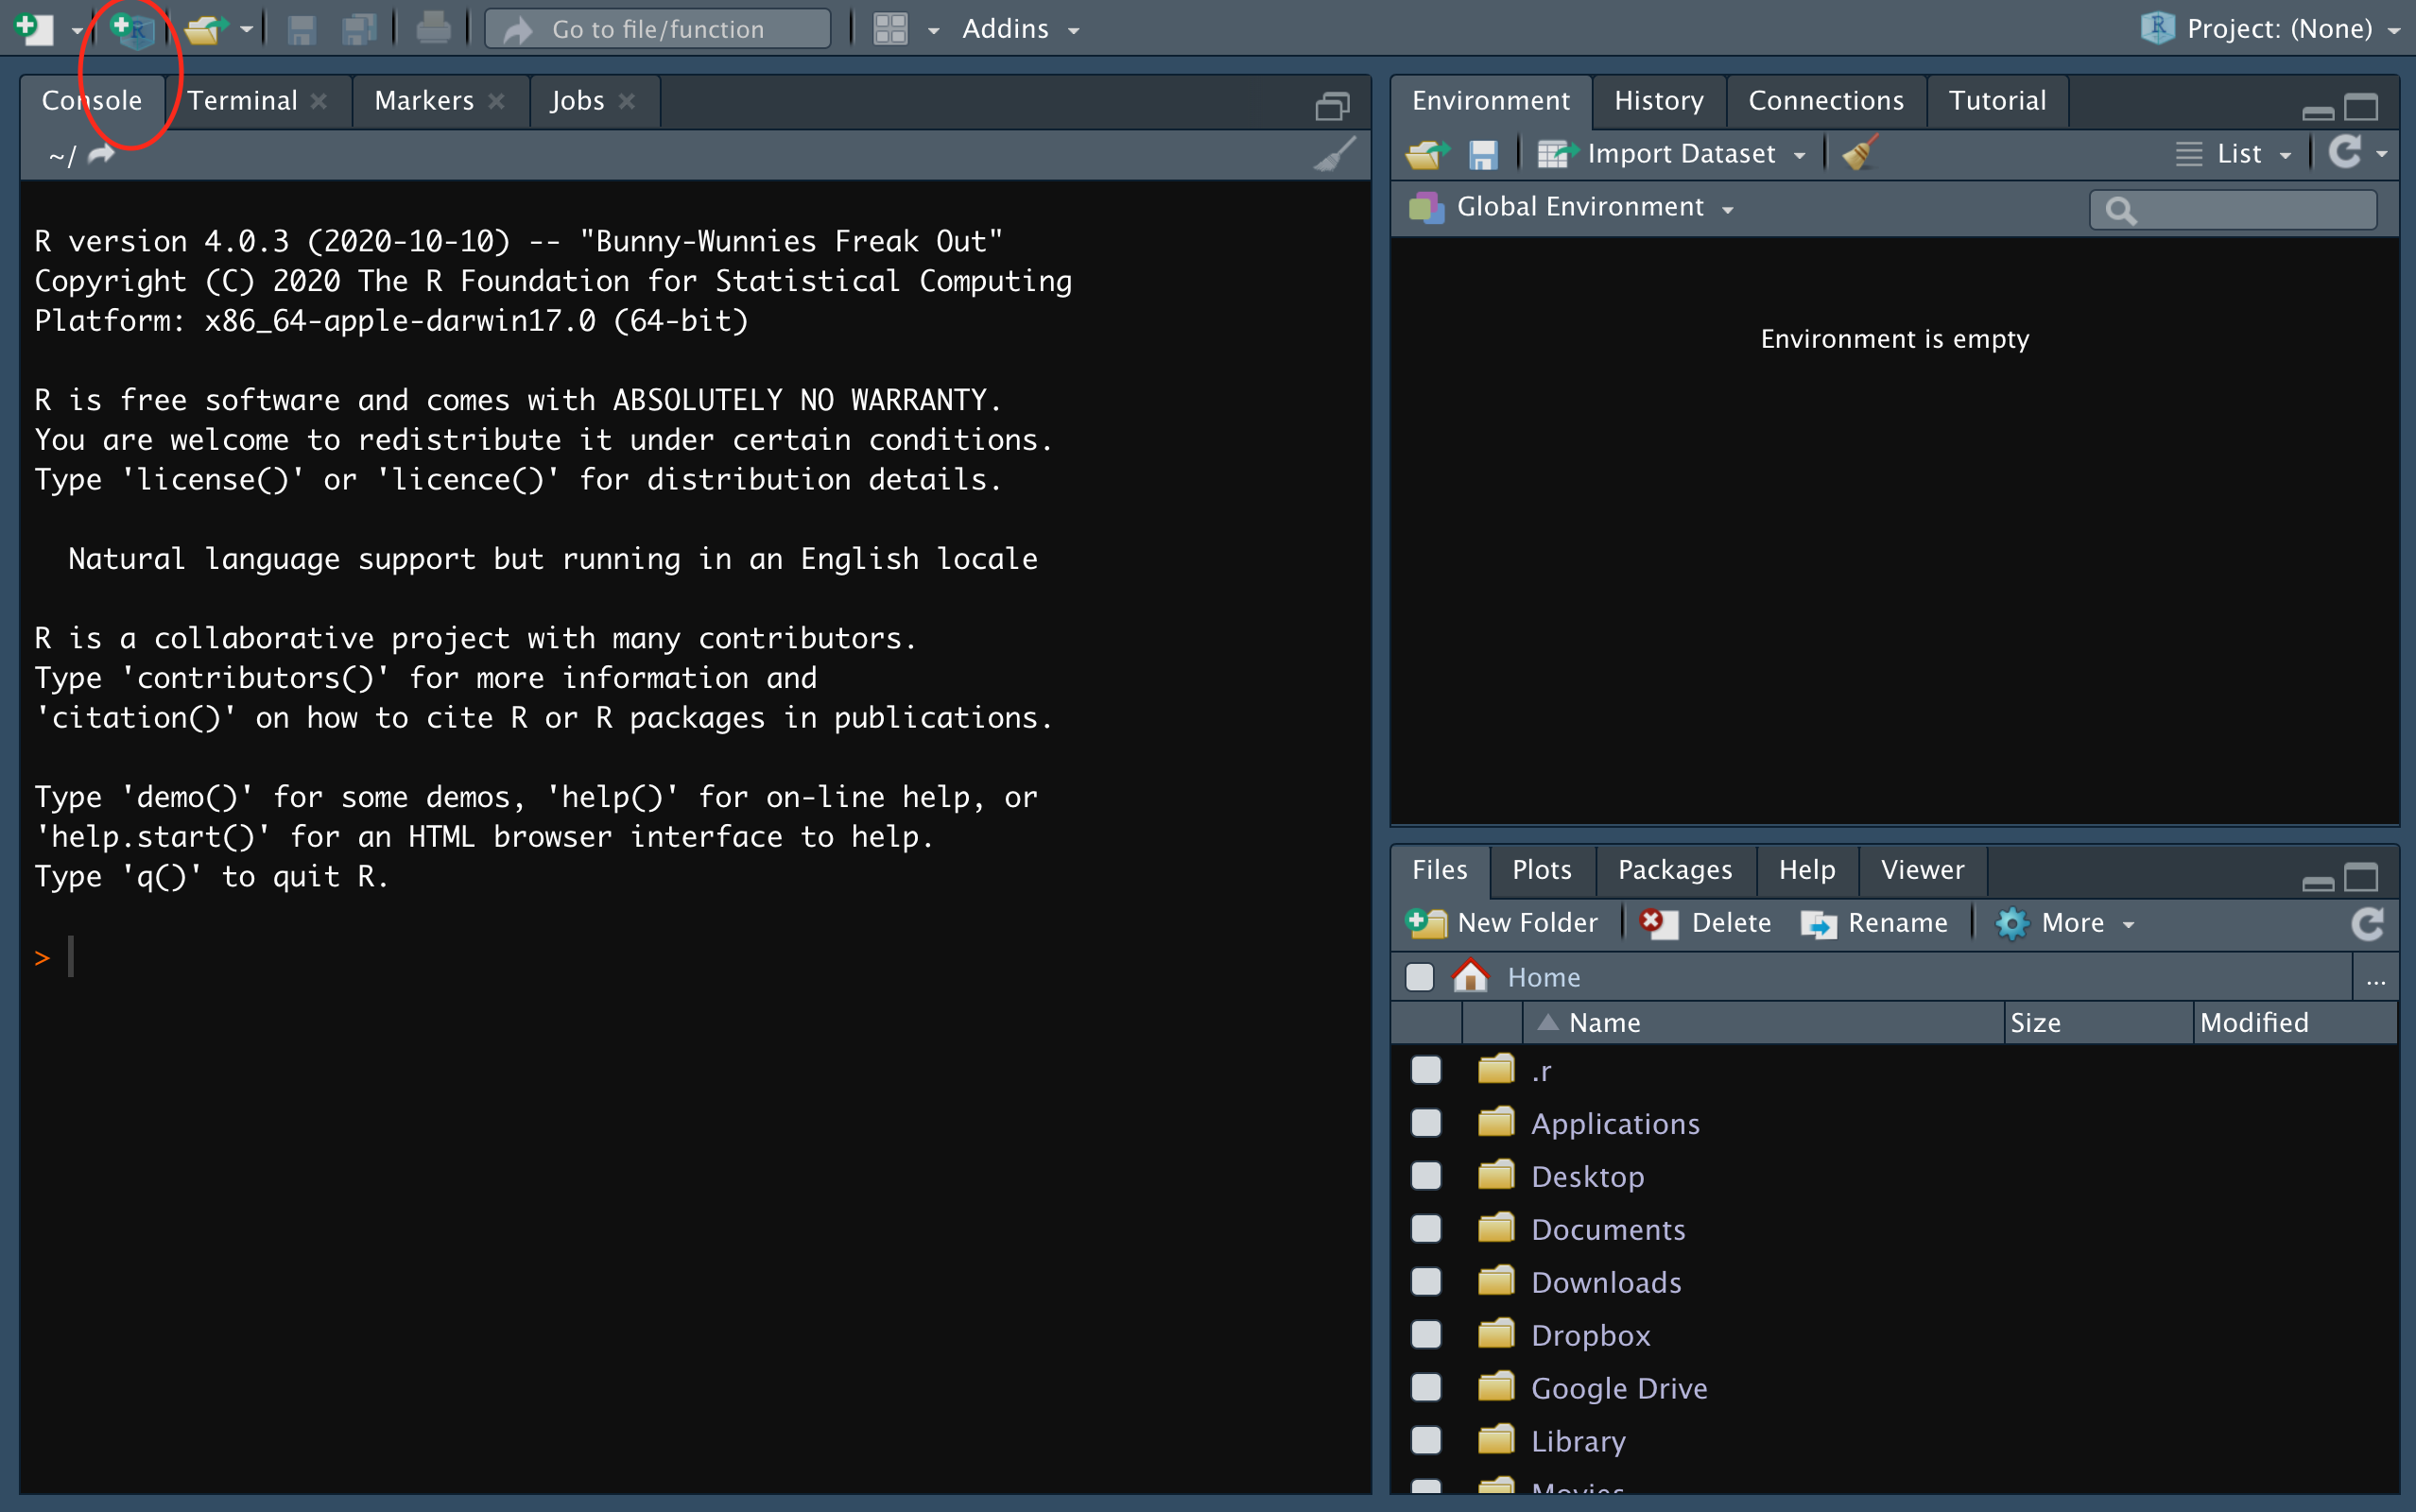 Go to file/function Addins Project: (None)
Console Terminal Markers Jobs
~/
R version 4.0.3 (2020-10-10) -- "Bunny-Wunnies Freak Out"
Copyright (C) 2020 The R Foundation for Statistical Computing
Platform: x86_64-apple-darwin17.0 (64-bit)
R is free software and comes with ABSOLUTELY NO WARRANTY.
You are welcome to redistribute it under certain conditions.
Type 'license()' or 'licence()' for distribution details.
Natural language support but running in an English locale
R is a collaborative project with many contributors.
Type 'contributors()' for more information and
'citation()' on how to cite R or R packages in publications.
Type 'demo()' for some demos, 'help()' for on-line help, or
'help.start()' for an HTML browser interface to help.
Type 'q()' to quit R.
>
Environment History Connections Tutorial
Import Dataset List
Global Environment
Environment is empty
Files Plots Packages Help Viewer
New Folder Delete Rename More
Home ...
Name Size Modified
.r
Applications
Desktop
Documents
Downloads
Dropbox
Google Drive
Library
Movies